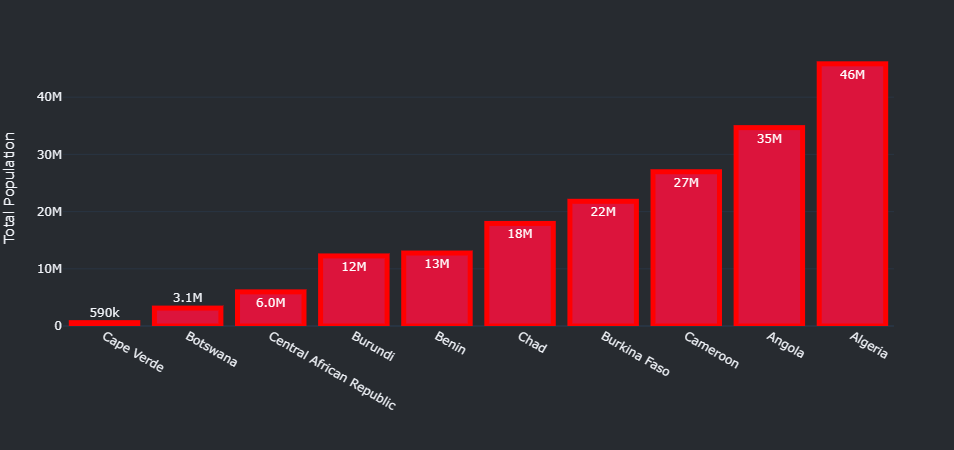 Total Population
40M
30M
20M
10M
0
590k
3.1M
6.0M
12M
13M
18M
22M
27M
35M
46M
Cape Verde
Botswana
Central African Republic
Burundi
Benin
Chad
Burkina Faso
Cameroon
Angola
Algeria